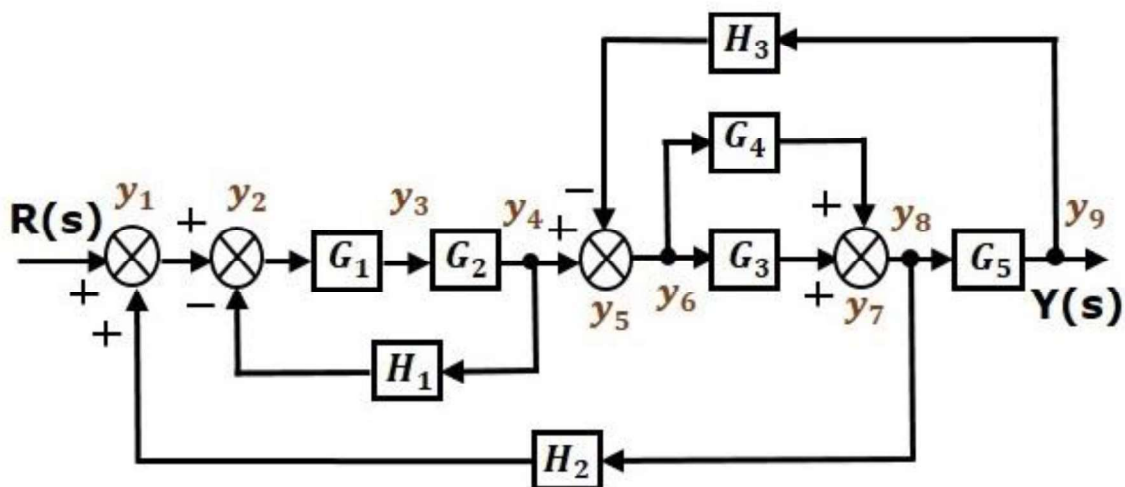 H₃
G₄
−
+
R(s)
y₁
+
y₂
y₃
y₄
+
y₈
y₉
G₁
G₂
G₃
G₅
+
−
y₅
y₆
+
y₇
Y(s)
+
H₁
H₂